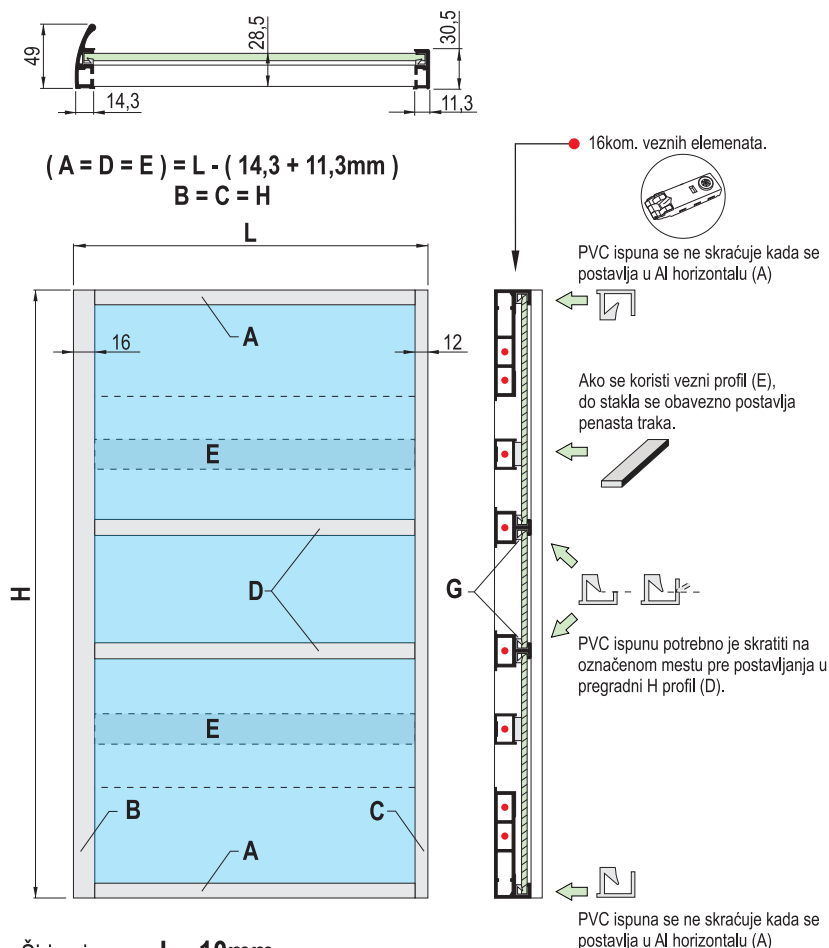 49
28,5
30,5
14,3
11,3
( A = D = E ) = L - ( 14,3 + 11,3mm )
B = C = H
L
16kom. veznih elemenata.
PVC ispuna se ne skraćuje kada se
postavlja u Al horizontalu (A)
A
16
12
Ako se koristi vezni profil (E),
do stakla se obavezno postavlja
penasta traka.
E
H
D
G
PVC ispunu potrebno je skratiti na
označenom mestu pre postavljanja u
pregradni H profil (D).
E
B
C
A
PVC ispuna se ne skraćuje kada se
postavlja u Al horizontalu (A)